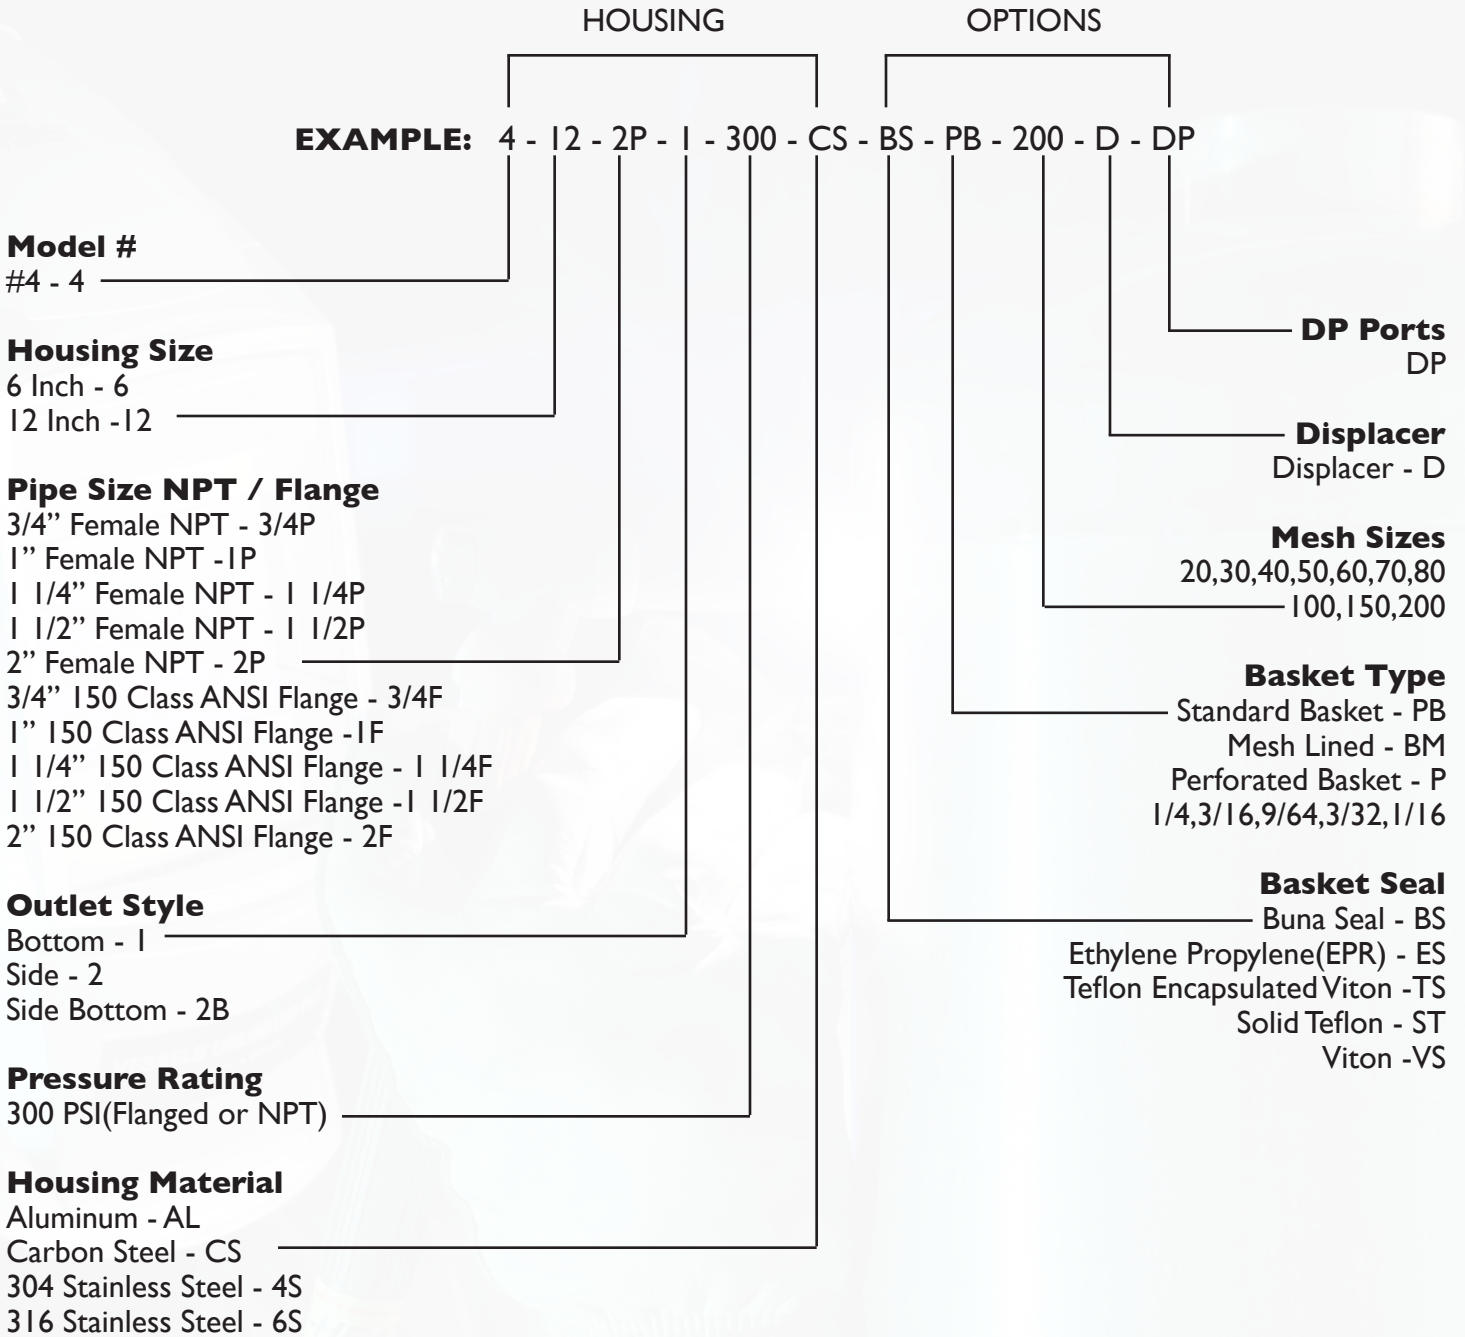 HOUSING OPTIONS
EXAMPLE: 4 - 12 - 2P - 1 - 300 - CS - BS - PB - 200 - D - DP
Model #
#4 - 4
Housing Size
6 Inch - 6
12 Inch -12
Pipe Size NPT / Flange
3/4” Female NPT - 3/4P
1” Female NPT -1P
1 1/4” Female NPT - 1 1/4P
1 1/2” Female NPT - 1 1/2P
2” Female NPT - 2P
3/4” 150 Class ANSI Flange - 3/4F
1” 150 Class ANSI Flange -1F
1 1/4” 150 Class ANSI Flange - 1 1/4F
1 1/2” 150 Class ANSI Flange -1 1/2F
2” 150 Class ANSI Flange - 2F
Outlet Style
Bottom - 1
Side - 2
Side Bottom - 2B
Pressure Rating
300 PSI(Flanged or NPT)
Housing Material
Aluminum - AL
Carbon Steel - CS
304 Stainless Steel - 4S
316 Stainless Steel - 6S
DP Ports
DP
Displacer
Displacer - D
Mesh Sizes
20,30,40,50,60,70,80
100,150,200
Basket Type
Standard Basket - PB
Mesh Lined - BM
Perforated Basket - P
1/4,3/16,9/64,3/32,1/16
Basket Seal
Buna Seal - BS
Ethylene Propylene(EPR) - ES
Teflon Encapsulated Viton -TS
Solid Teflon - ST
Viton -VS